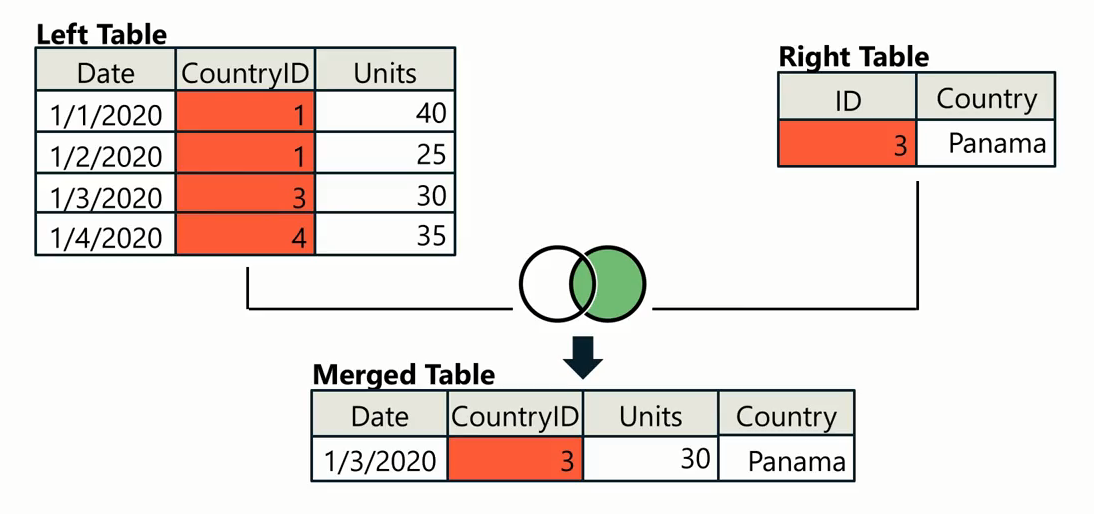 Left Table
Date CountryID Units
1/1/2020 1 40
1/2/2020 1 25
1/3/2020 3 30
1/4/2020 4 35
Right Table
ID Country
3 Panama
Merged Table
Date CountryID Units Country
1/3/2020 3 30 Panama